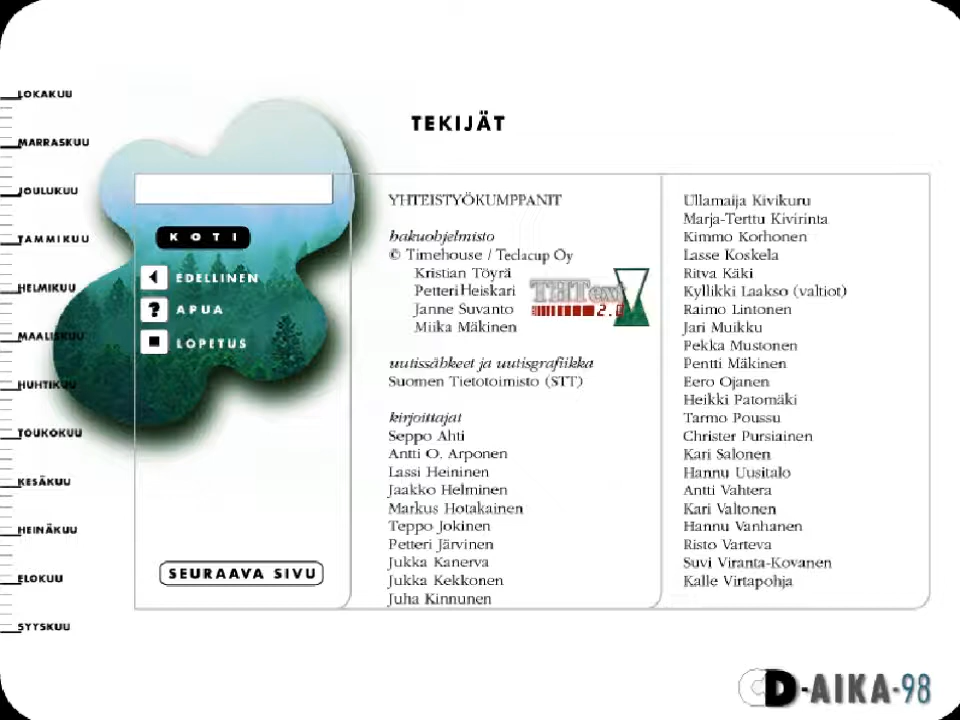 LOKAKUU
MARRASKUU
JOULUKUU
TAMMIKUU
HELMIKUU
MAALISKUU
HUHTIKUU
TOUKOKUU
KESÄKUU
HEINÄKUU
ELOKUU
SYYSKUU
KOTI
EDELLINEN
? APUA
LOPETUS
SEURAAVA SIVU
TEKIJÄT
YHTEISTYÖKUMPPANIT
hakuohjelmisto
© Timehouse / Teclacup Oy
Kristian Töyrä
Petteri Heiskari
Janne Suvanto
Miika Mäkinen
THText
2.0
uutissähkeet ja uutisgrafiikka
Suomen Tietotoimisto (STT)
kirjoittajat
Seppo Ahti
Antti O. Arponen
Lassi Heininen
Jaakko Helminen
Markus Hotakainen
Teppo Jokinen
Petteri Järvinen
Jukka Kanerva
Jukka Kekkonen
Juha Kinnunen
Ullamaija Kivikuru
Marja-Terttu Kivirinta
Kimmo Korhonen
Lasse Koskela
Ritva Käki
Kyllikki Laakso (valtiot)
Raimo Lintonen
Jari Muikku
Pekka Mustonen
Pentti Mäkinen
Eero Ojanen
Heikki Patomäki
Tarmo Poussu
Christer Pursiainen
Kari Salonen
Hannu Uusitalo
Antti Vahtera
Kari Valtonen
Hannu Vanhanen
Risto Varteva
Suvi Viranta-Kovanen
Kalle Virtapohja
CD-AIKA-98